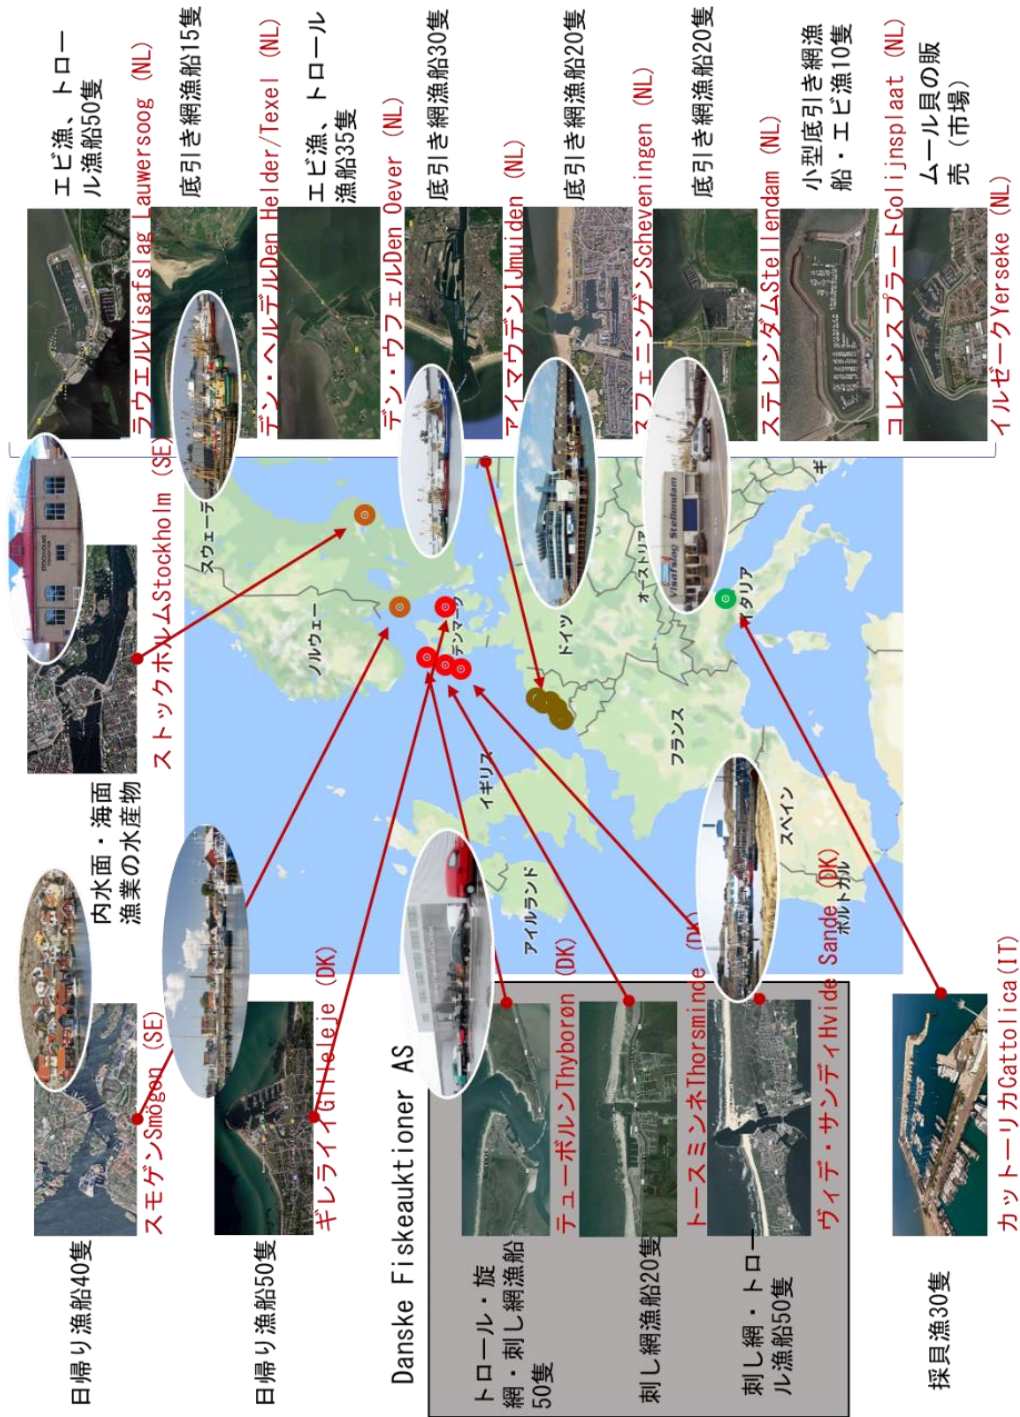 日帰り漁船40隻
スモゲンSmögen (SE)
内水面・海面
漁業の水産物
ストックホルムStockholm (SE)
日帰り漁船50隻
ギレライイGilleleje (DK)
Danske Fiskeauktioner AS
トロール・旋
網・刺し網漁船
50隻
テューボルンThyborøn (DK)
刺し網漁船20隻
トースミンネThorsminde (DK)
刺し網・トロー
ル漁船50隻
ヴィデ・サンディHvide Sande (DK)
採貝漁30隻
カットーリカCattolica(IT)
スウェーデ
ノルウェー
デンマーク
イギリス
アイルランド
ドイツ
オーストリア
フランス
イタリア
スペイン
ポルトガル
ギ
エビ漁、トロー
ル漁船50隻
ラウエルVisafslag Lauwersoog (NL)
底引き網漁船15隻
デン・ヘルデルDen Helder/Texel (NL)
エビ漁、トロール
漁船35隻
デン・ウフェルDen Oever (NL)
底引き網漁船30隻
アイマウデンIJmuiden (NL)
底引き網漁船20隻
スフェニンゲンScheveningen (NL)
底引き網漁船20隻
ステレンダムStellendam (NL)
Visafslag Stellendam
小型底引き網漁
船・エビ漁10隻
コレインスプラートColijnsplaat (NL)
ムール貝の販
売（市場）
イルゼークYerseke (NL)